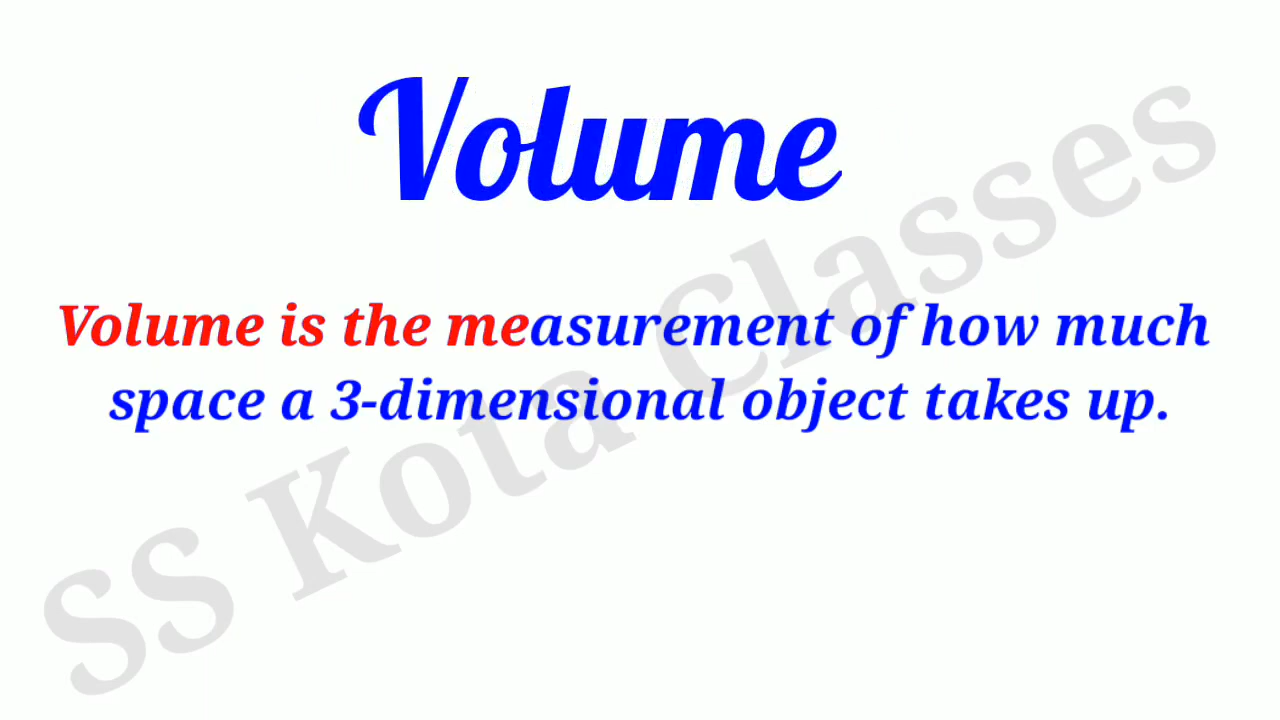 Volume
Volume is the measurement of how much
space a 3-dimensional object takes up.
SS Kota Classes